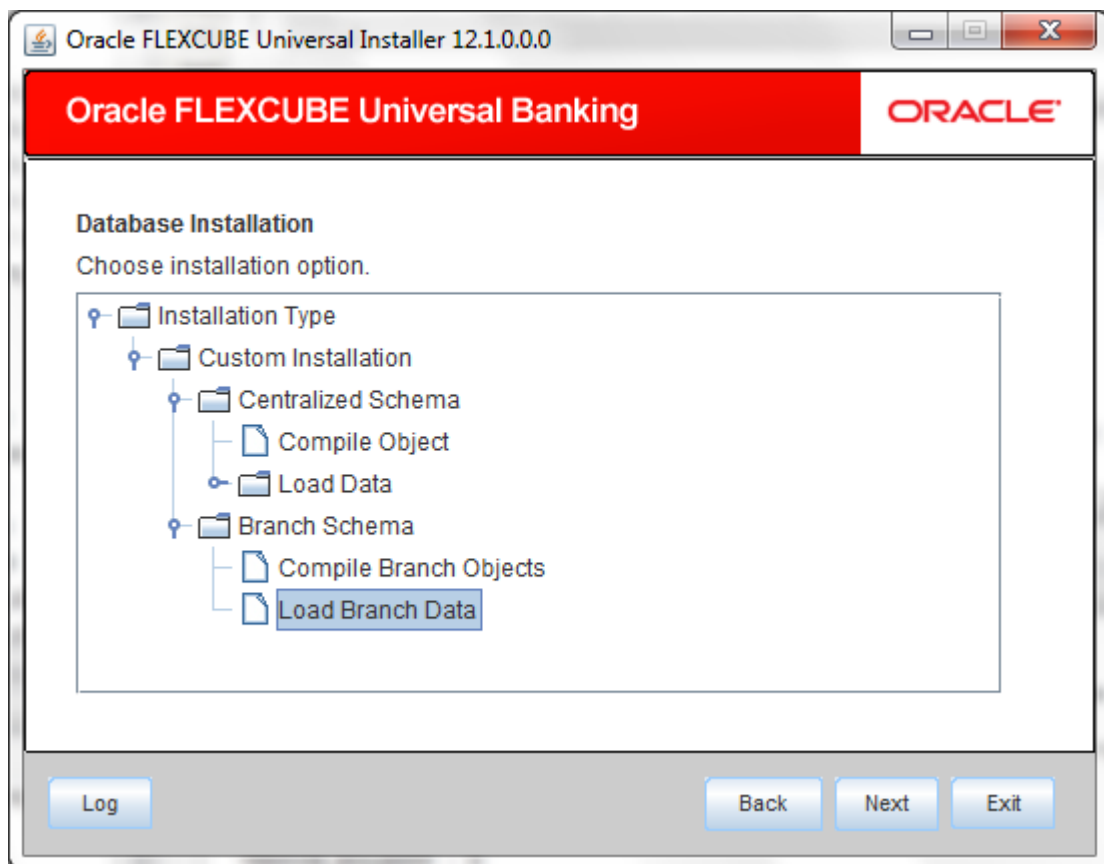 Oracle FLEXCUBE Universal Installer 12.1.0.0.0
Oracle FLEXCUBE Universal Banking
ORACLE
Database Installation
Choose installation option.
Installation Type
Custom Installation
Centralized Schema
Compile Object
Load Data
Branch Schema
Compile Branch Objects
Load Branch Data
Log
Back
Next
Exit